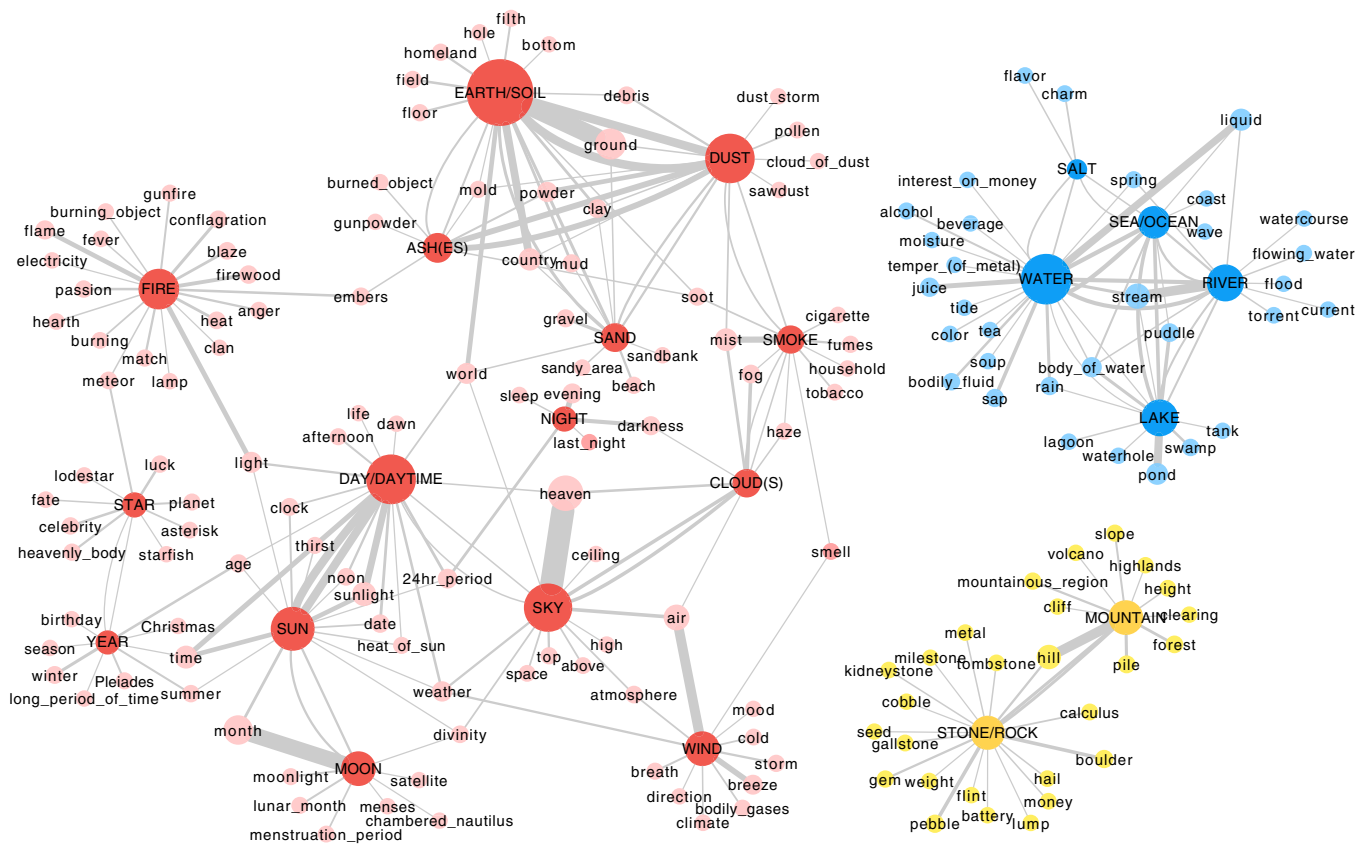 filth
hole
bottom
homeland
field
EARTH/SOIL
floor
debris
dust_storm
pollen
ground
DUST
cloud_of_dust
sawdust
burned_object
mold
powder
clay
gunpowder
ASH(ES)
country
mud
gunfire
burning_object
conflagration
flame
fever
blaze
electricity
firewood
passion
FIRE
embers
soot
hearth
heat
anger
burning
clan
match
meteor
lamp
gravel
SAND
sandbank
sandy_area
beach
world
mist
SMOKE
cigarette
fumes
fog
household
tobacco
haze
sleep
evening
NIGHT
darkness
last_night
life
dawn
afternoon
light
DAY/DAYTIME
CLOUD(S)
heaven
lodestar
luck
fate
STAR
planet
celebrity
asterisk
heavenly_body
starfish
clock
thirst
age
noon
sunlight
24hr_period
ceiling
smell
birthday
Christmas
YEAR
season
time
winter
Pleiades
long_period_of_time
summer
SUN
date
heat_of_sun
SKY
air
high
top
above
space
weather
atmosphere
month
divinity
MOON
moonlight
satellite
lunar_month
menses
chambered_nautilus
menstruation_period
mood
cold
WIND
storm
breath
breeze
direction
bodily_gases
climate
flavor
charm
liquid
SALT
interest_on_money
spring
coast
alcohol
beverage
SEA/OCEAN
wave
watercourse
moisture
flowing_water
temper_(of_metal)
WATER
RIVER
flood
juice
stream
tide
torrent
current
color
tea
puddle
soup
body_of_water
bodily_fluid
rain
sap
LAKE
tank
lagoon
waterhole
swamp
pond
slope
volcano
highlands
mountainous_region
height
cliff
MOUNTAIN
clearing
forest
metal
milestone
tombstone
hill
pile
kidneystone
cobble
calculus
seed
STONE/ROCK
gallstone
boulder
gem
weight
hail
flint
money
pebble
battery
lump